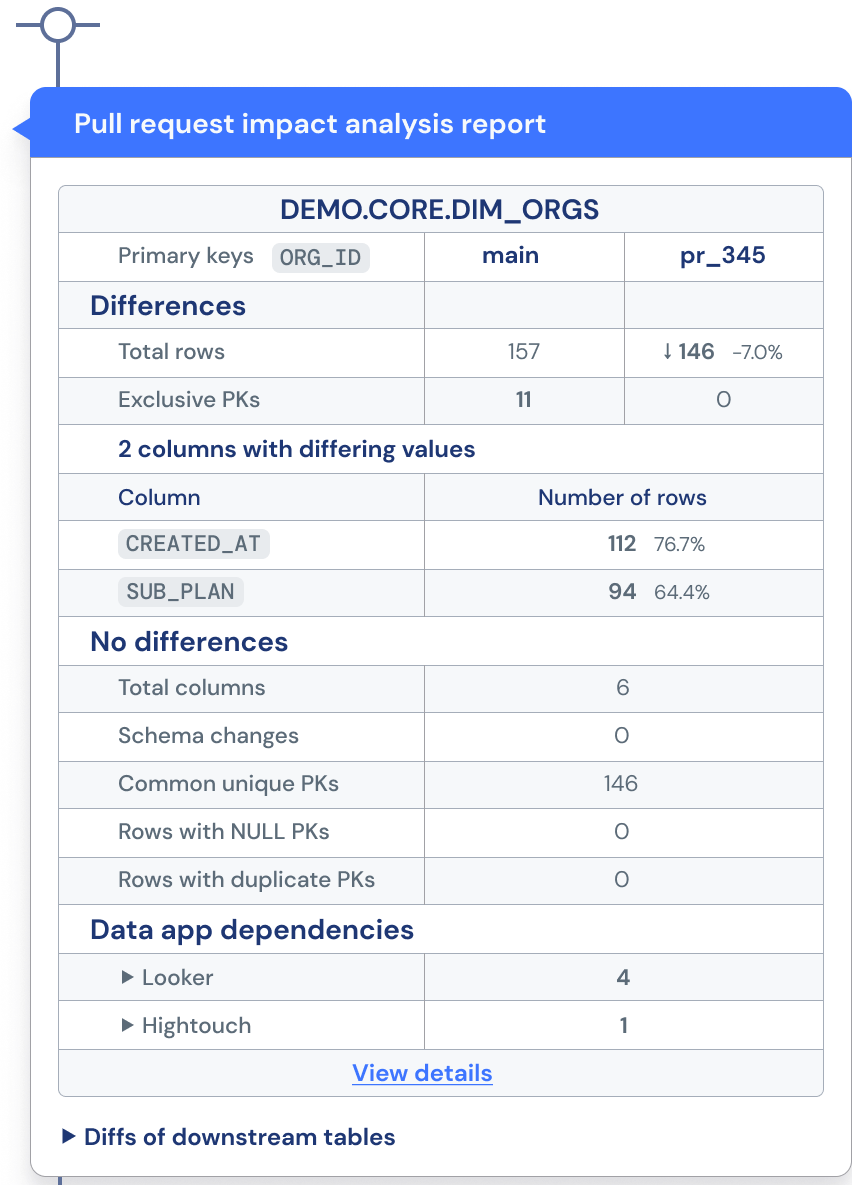 Pull request impact analysis report
DEMO.CORE.DIM_ORGS
Primary keys ORG_ID main pr_345
Differences
Total rows 157 ↓ 146 -7.0%
Exclusive PKs 11 0
2 columns with differing values
Column Number of rows
CREATED_AT 112 76.7%
SUB_PLAN 94 64.4%
No differences
Total columns 6
Schema changes 0
Common unique PKs 146
Rows with NULL PKs 0
Rows with duplicate PKs 0
Data app dependencies
▶ Looker 4
▶ Hightouch 1
View details
▶ Diffs of downstream tables